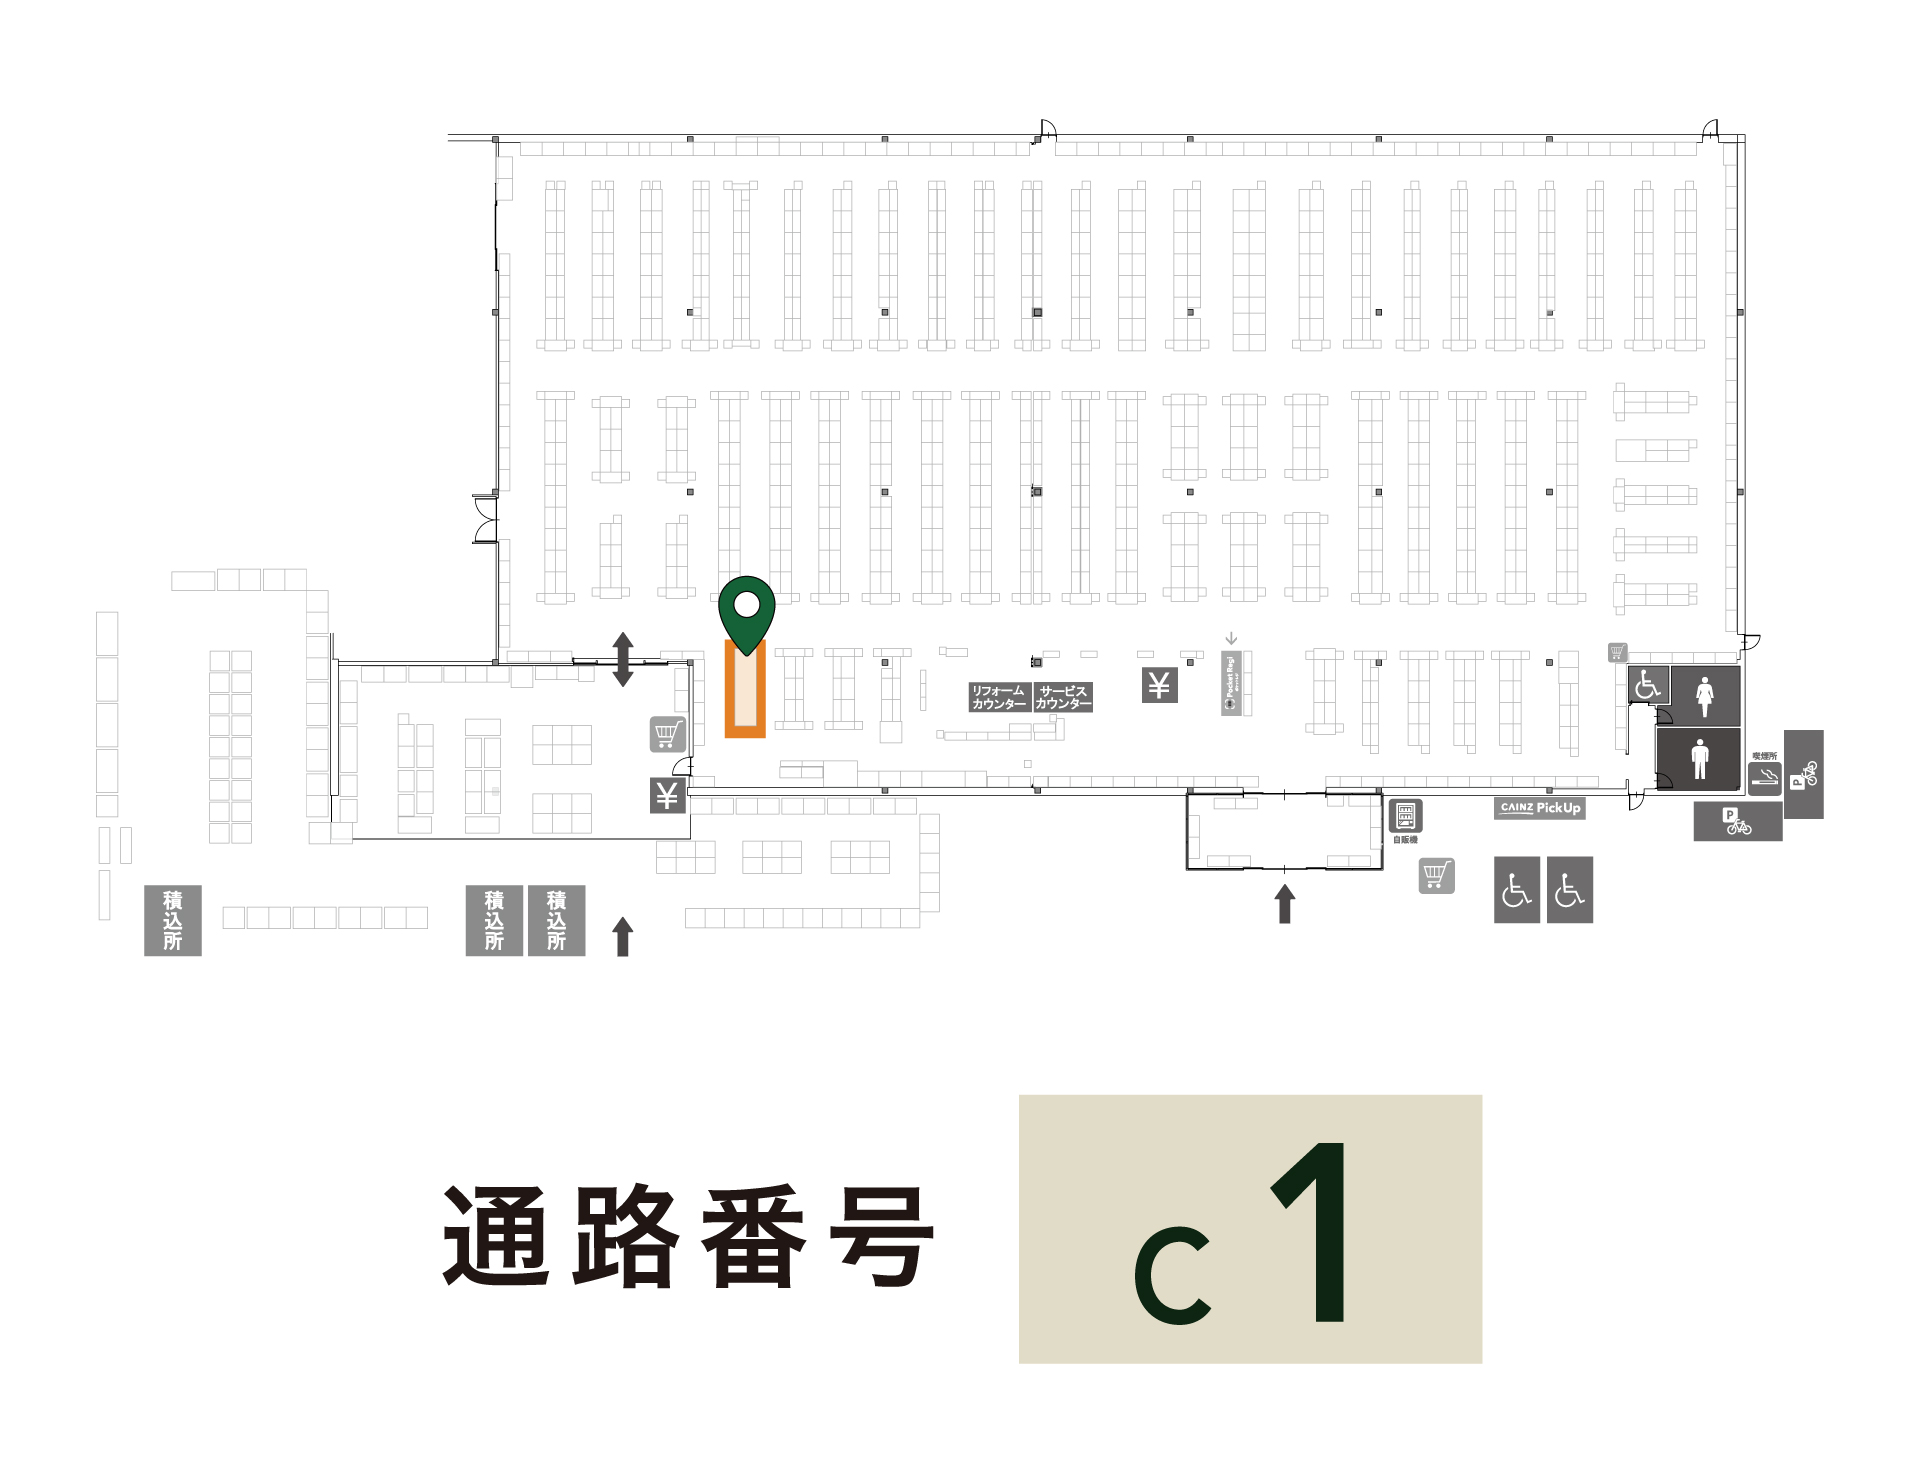 リフォーム
カウンター
サービス
カウンター
¥
Pocket Regi
¥
喫煙所
P
P
CAINZ PickUp
自販機
積込所
積込所
積込所
通路番号
C 1